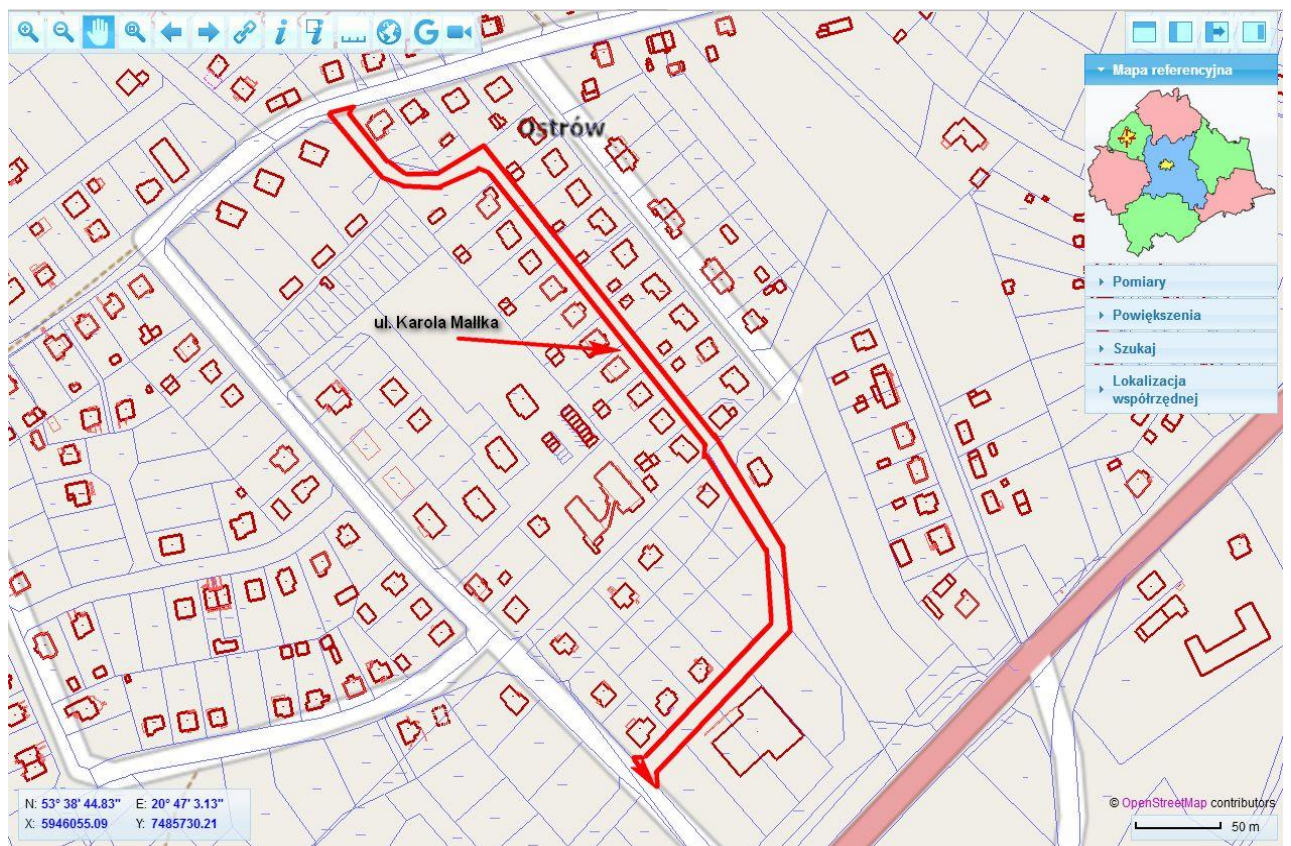 Mapa referencyjna
Ostrów
Pomiary
Powiększenia
ul. Karola Mallka
Szukaj
Lokalizacja
współrzędnej
N: 53° 38' 44.83" E: 20° 47' 3.13"
X: 5946055.09 Y: 7485730.21
© OpenStreetMap contributors
50 m